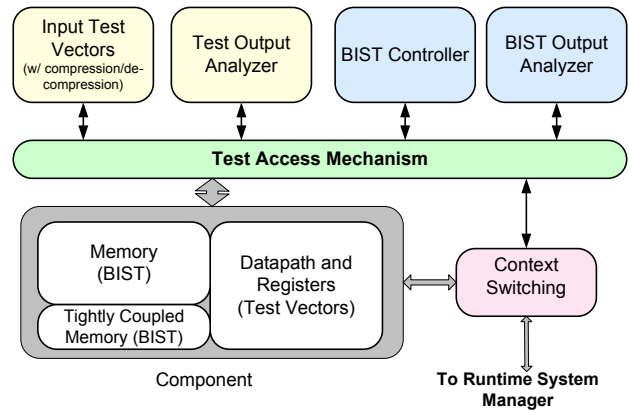 Input Test
Vectors
(w/ compression/de-
compression)
Test Output
Analyzer
BIST Controller
BIST Output
Analyzer
Test Access Mechanism
Memory
(BIST)
Tightly Coupled
Memory (BIST)
Datapath and
Registers
(Test Vectors)
Context
Switching
Component
To Runtime System
Manager